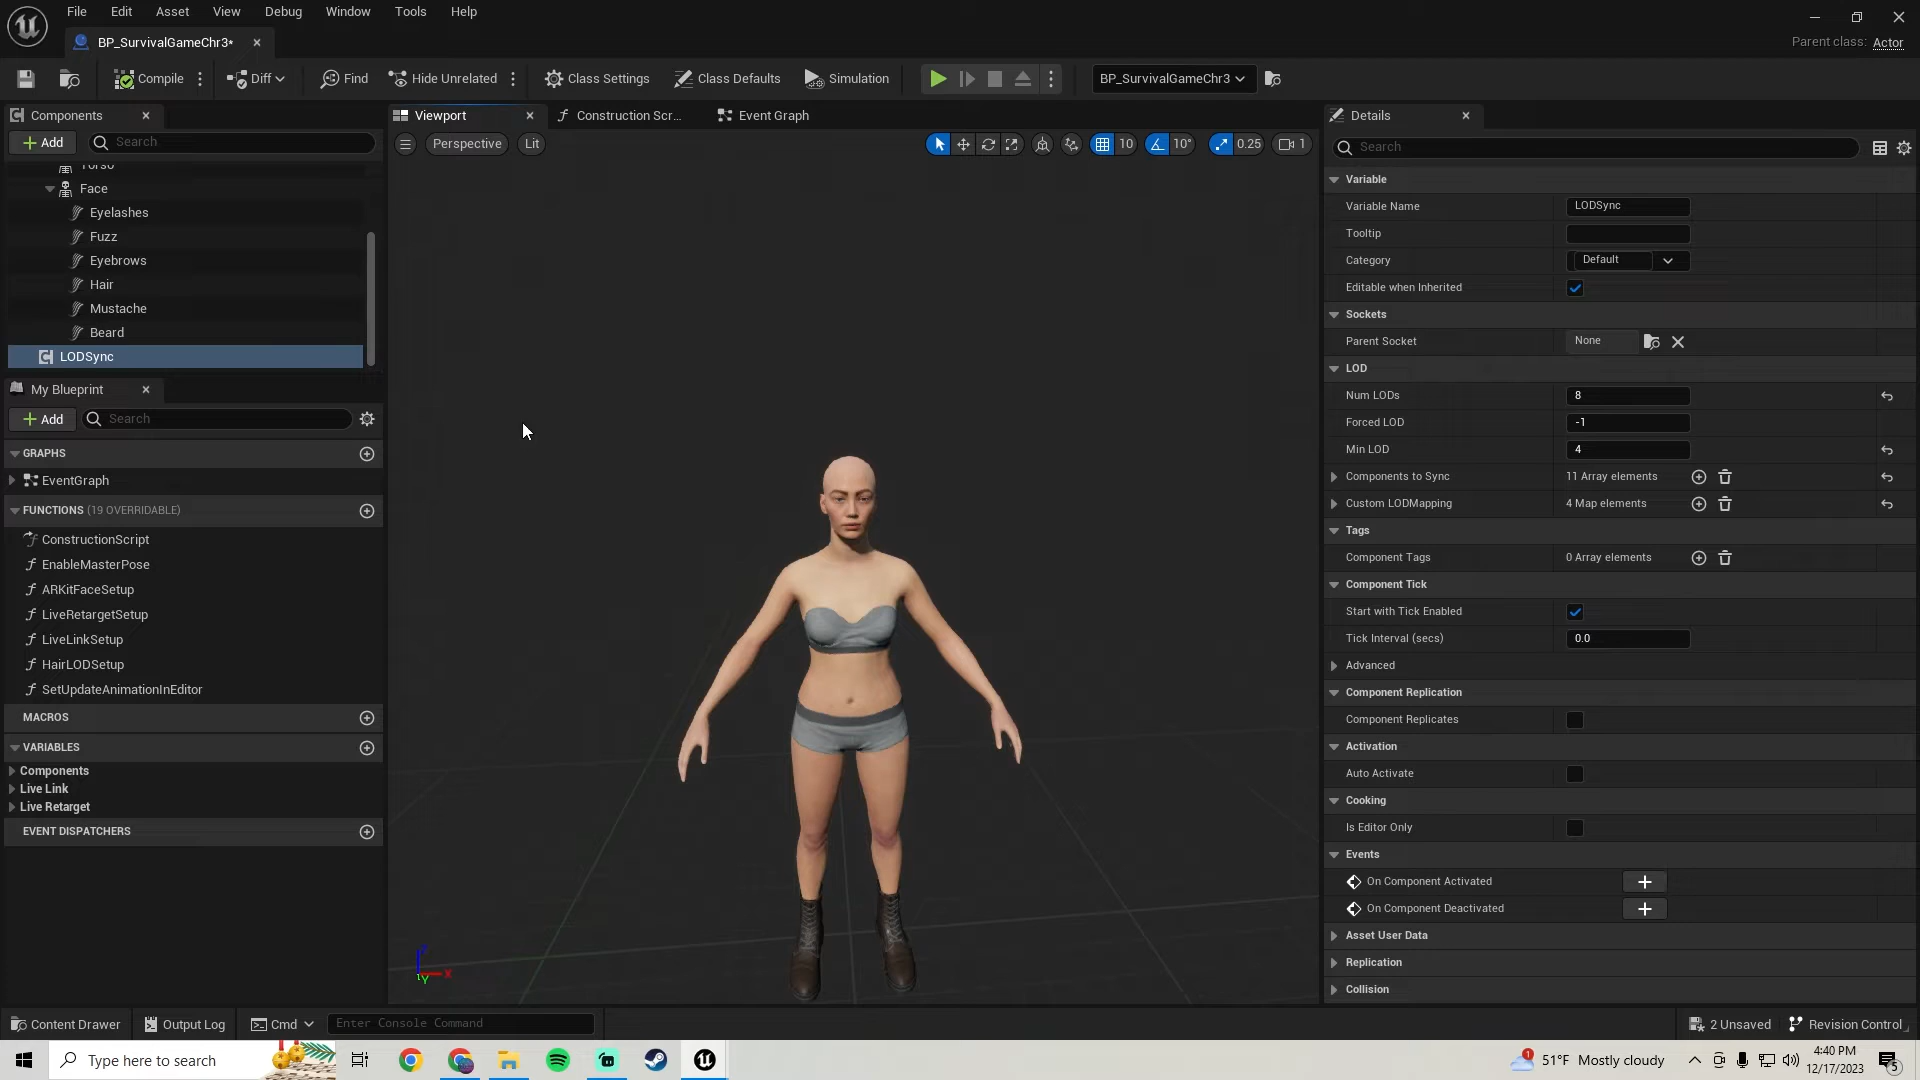 File Edit Asset View Debug Window Tools Help
BP_SurvivalGameChr3*
Parent class: Actor
Compile Diff Find Hide Unrelated Class Settings Class Defaults Simulation BP_SurvivalGameChr3
Components
Add Search
Torso
Face
Eyelashes
Fuzz
Eyebrows
Hair
Mustache
Beard
LODSync
My Blueprint
Add Search
GRAPHS
EventGraph
FUNCTIONS (19 OVERRIDABLE)
ConstructionScript
EnableMasterPose
ARKitFaceSetup
LiveRetargetSetup
LiveLinkSetup
HairLODSetup
SetUpdateAnimationInEditor
MACROS
VARIABLES
Components
Live Link
Live Retarget
EVENT DISPATCHERS
Viewport Construction Scr... Event Graph
Perspective Lit 10 10° 0.25 1
Z
X
Y
Details
Search
Variable
Variable Name LODSync
Tooltip
Category Default
Editable when Inherited
Sockets
Parent Socket None
LOD
Num LODs 8
Forced LOD -1
Min LOD 4
Components to Sync 11 Array elements
Custom LODMapping 4 Map elements
Tags
Component Tags 0 Array elements
Component Tick
Start with Tick Enabled
Tick Interval (secs) 0.0
Advanced
Component Replication
Component Replicates
Activation
Auto Activate
Cooking
Is Editor Only
Events
On Component Activated
On Component Deactivated
Asset User Data
Replication
Collision
Content Drawer Output Log Cmd Enter Console Command 2 Unsaved Revision Control
Type here to search 1 51°F Mostly cloudy 4:40 PM
12/17/2023 5